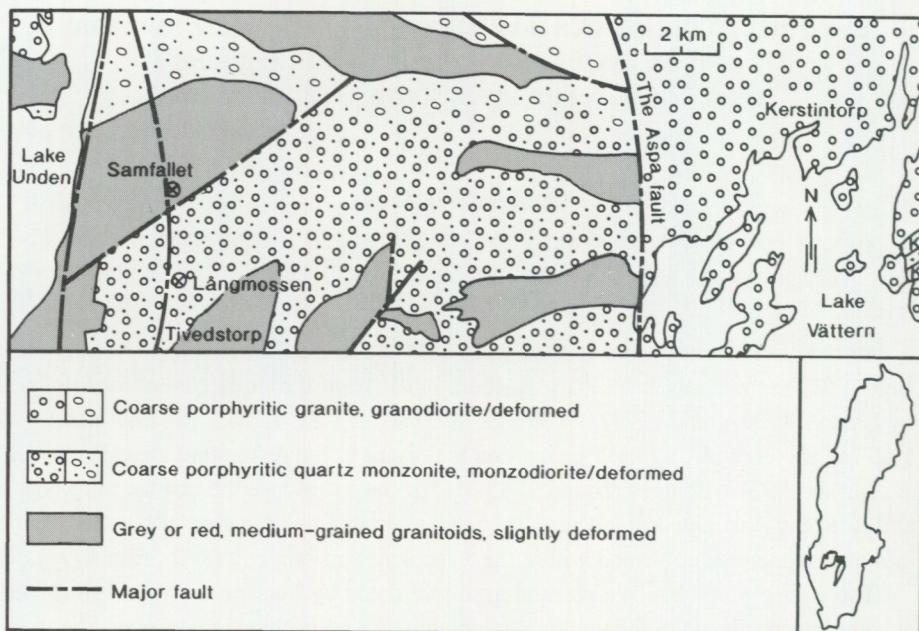 2 km
The Aspa fault
Kerstintorp
Lake
Unden
Samfallet
N
Långmossen
Lake
Vättern
Tivedstorp
Coarse porphyritic granite, granodiorite/deformed
Coarse porphyritic quartz monzonite, monzodiorite/deformed
Grey or red, medium-grained granitoids, slightly deformed
Major fault